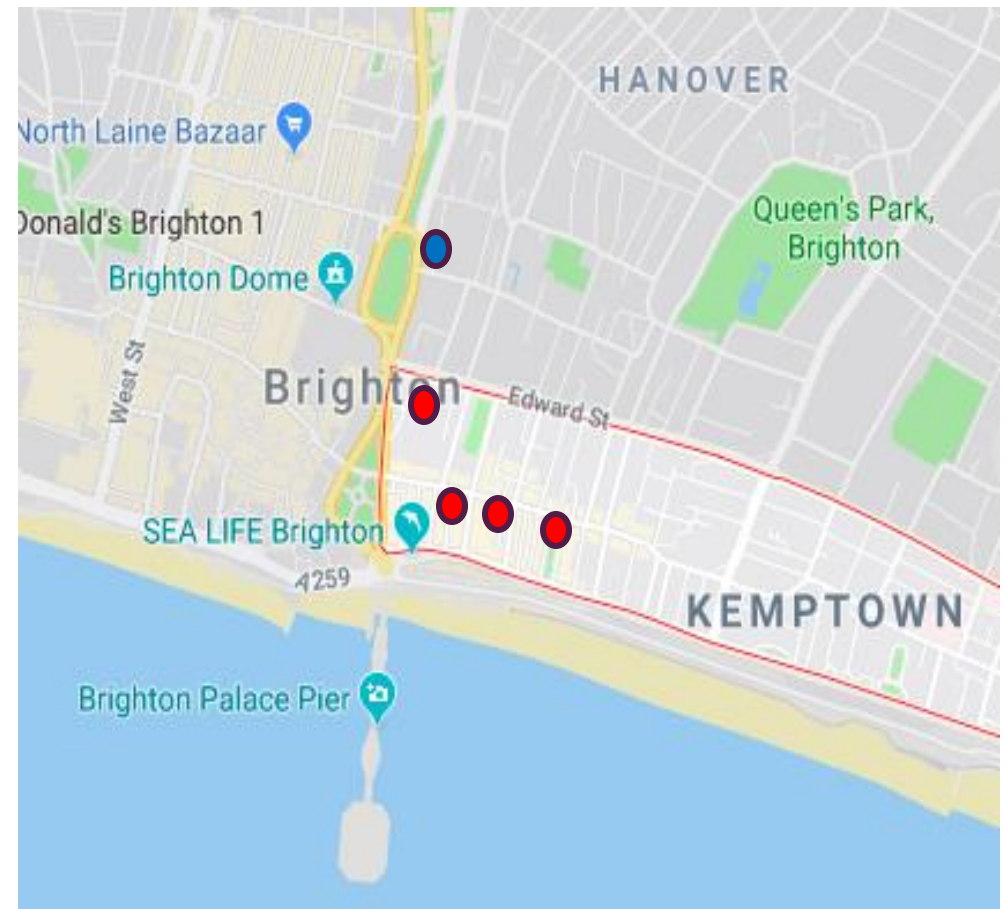 HANOVER
North Laine Bazaar
Donald's Brighton 1
Queen's Park,
Brighton
Brighton Dome
West St
Brighton
Edward St
SEA LIFE Brighton
A259
KEMPTOWN
Brighton Palace Pier